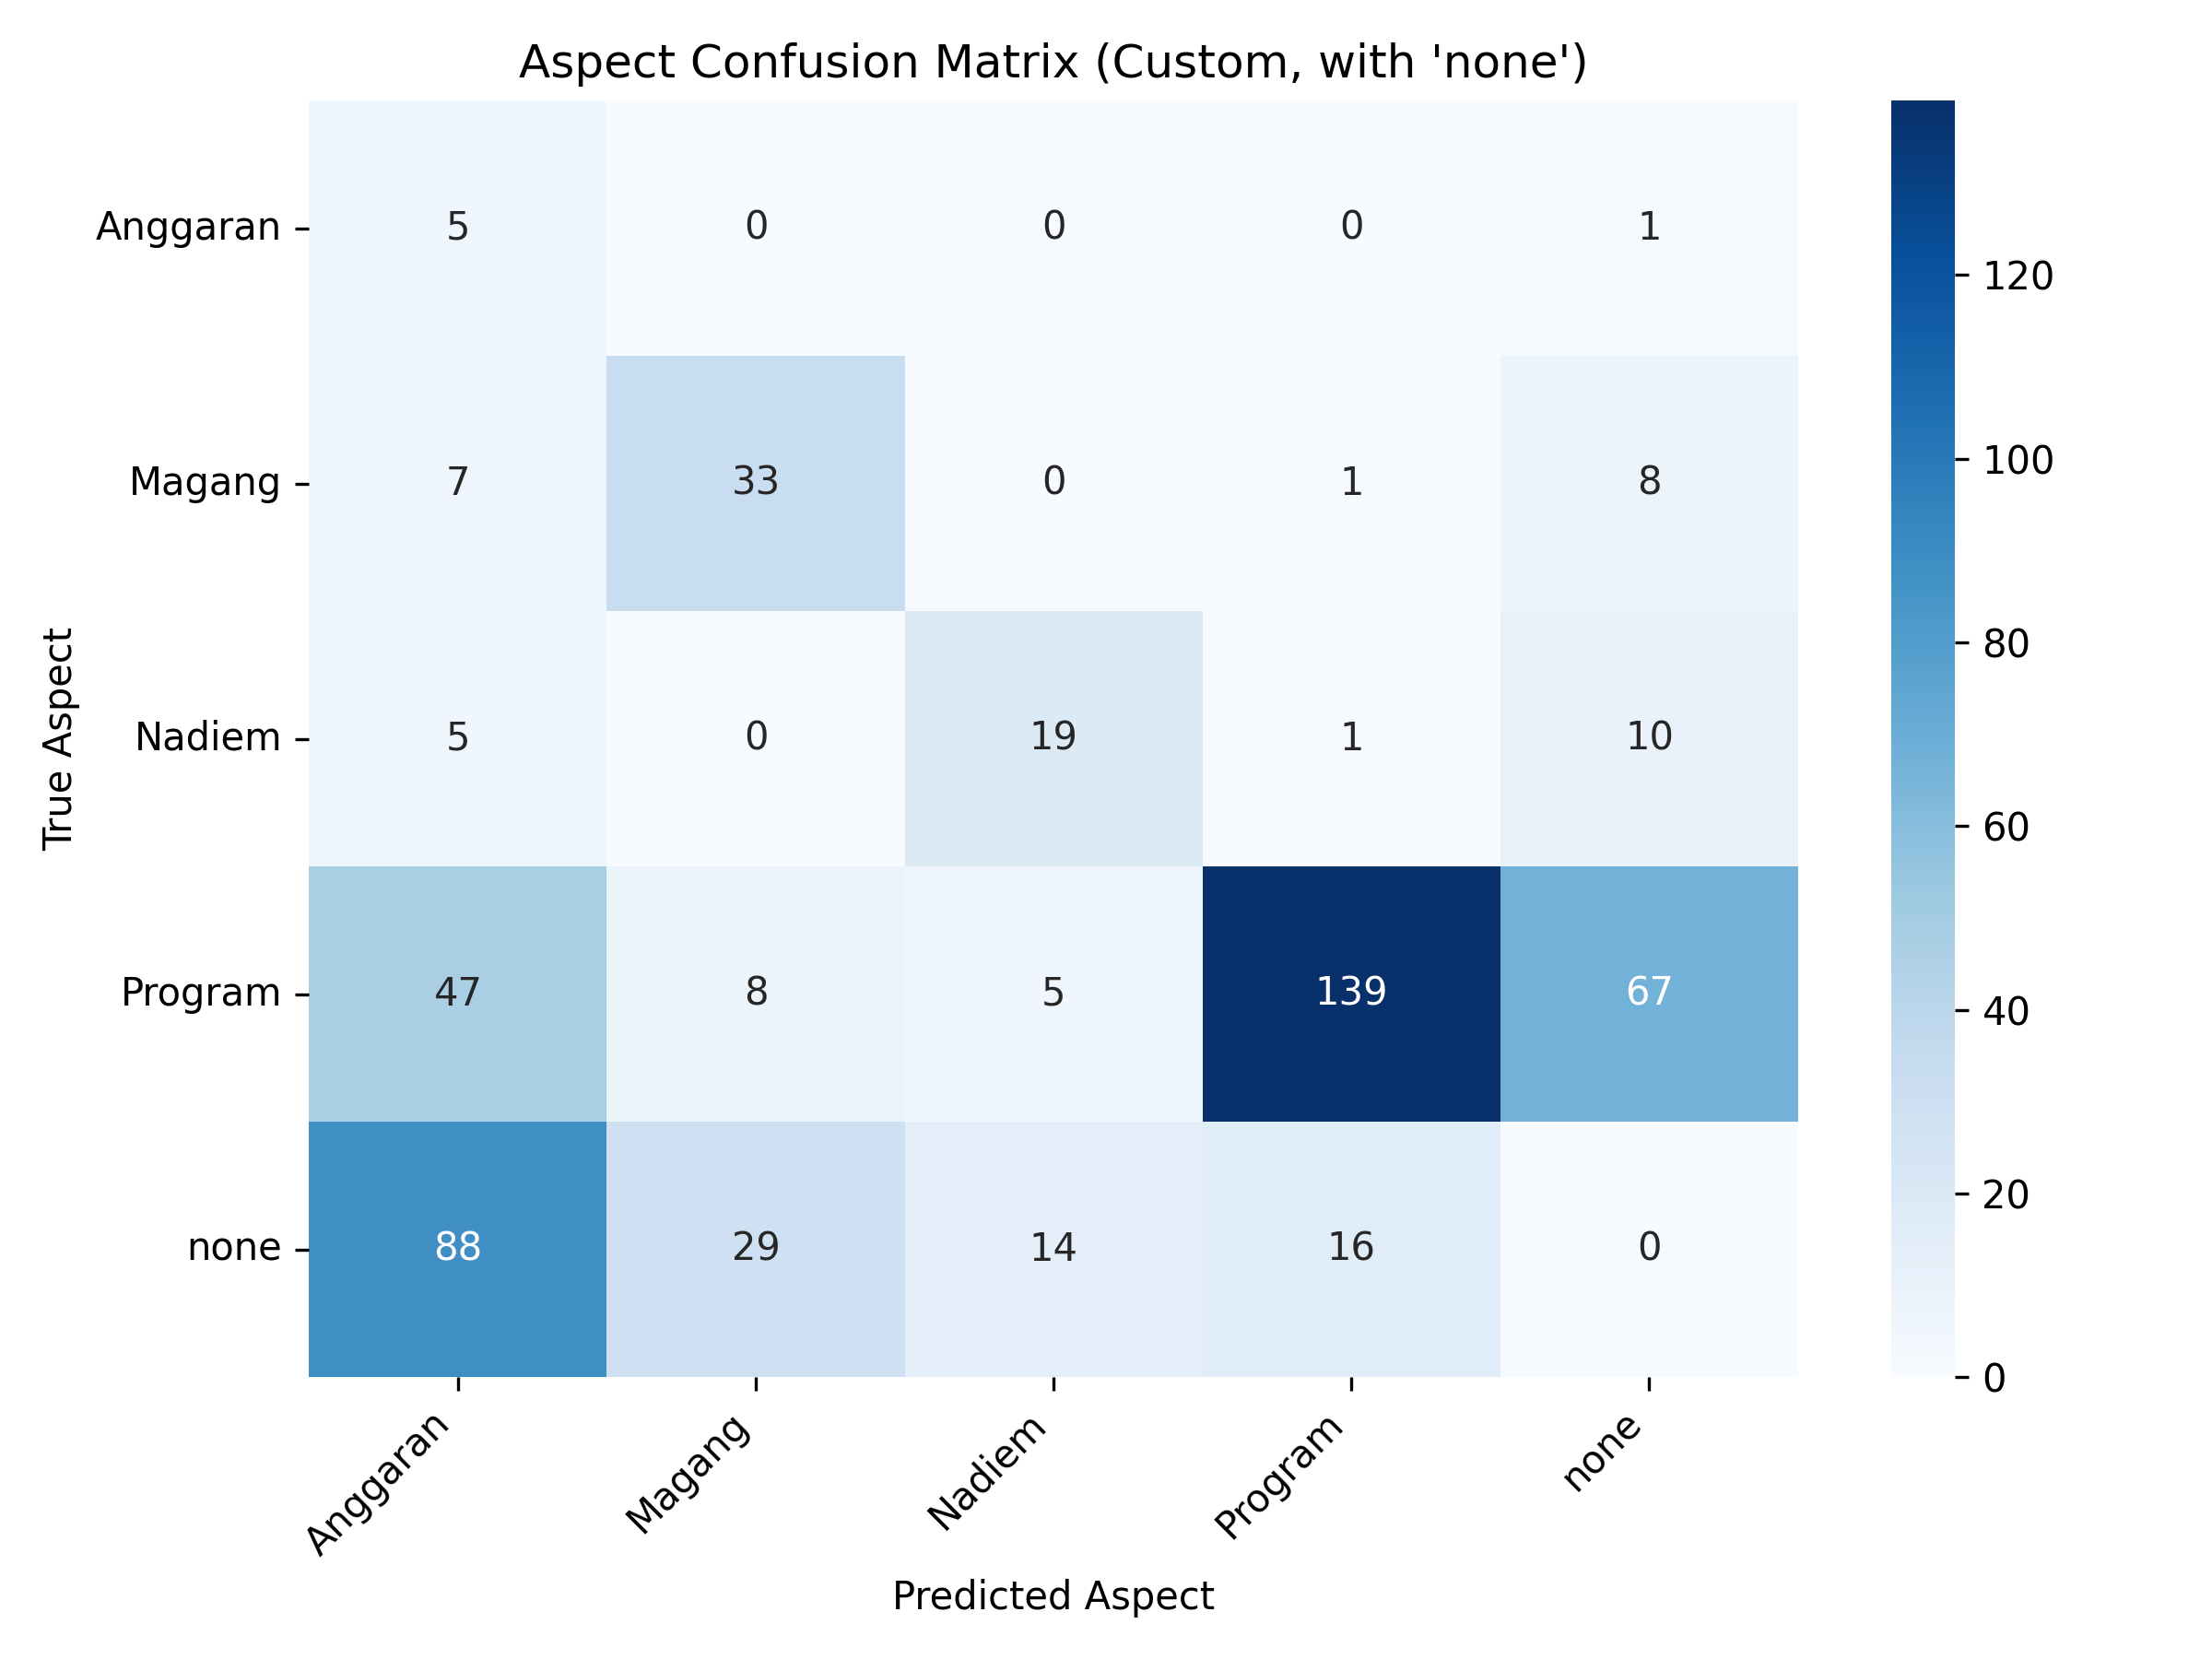 Aspect Confusion Matrix (Custom, with 'none')
True Aspect
Anggaran 5 0 0 0 1
Magang 7 33 0 1 8
Nadiem 5 0 19 1 10
Program 47 8 5 139 67
none 88 29 14 16 0
Anggaran Magang Nadiem Program none
Predicted Aspect
120
100
80
60
40
20
0